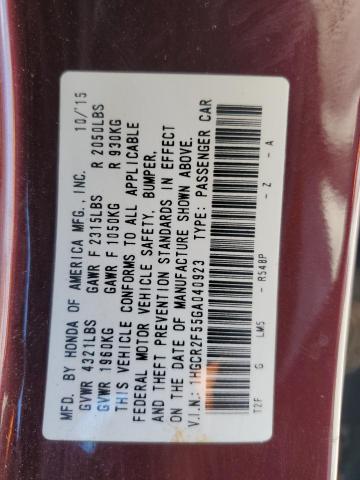 MFD. BY HONDA OF AMERICA MFG., INC. 10/15
GVWR 4321LBS GAWR F 2315LBS R 2050LBS
GVWR 1960KG GAWR F 1050KG R 930KG
THIS VEHICLE CONFORMS TO ALL APPLICABLE
FEDERAL MOTOR VEHICLE SAFETY, BUMPER,
AND THEFT PREVENTION STANDARDS IN EFFECT
ON THE DATE OF MANUFACTURE SHOWN ABOVE.
V.I.N.: 1HGCR2F55GA040923 TYPE: PASSENGER CAR
T2F G LM5 - R548P - Z - A